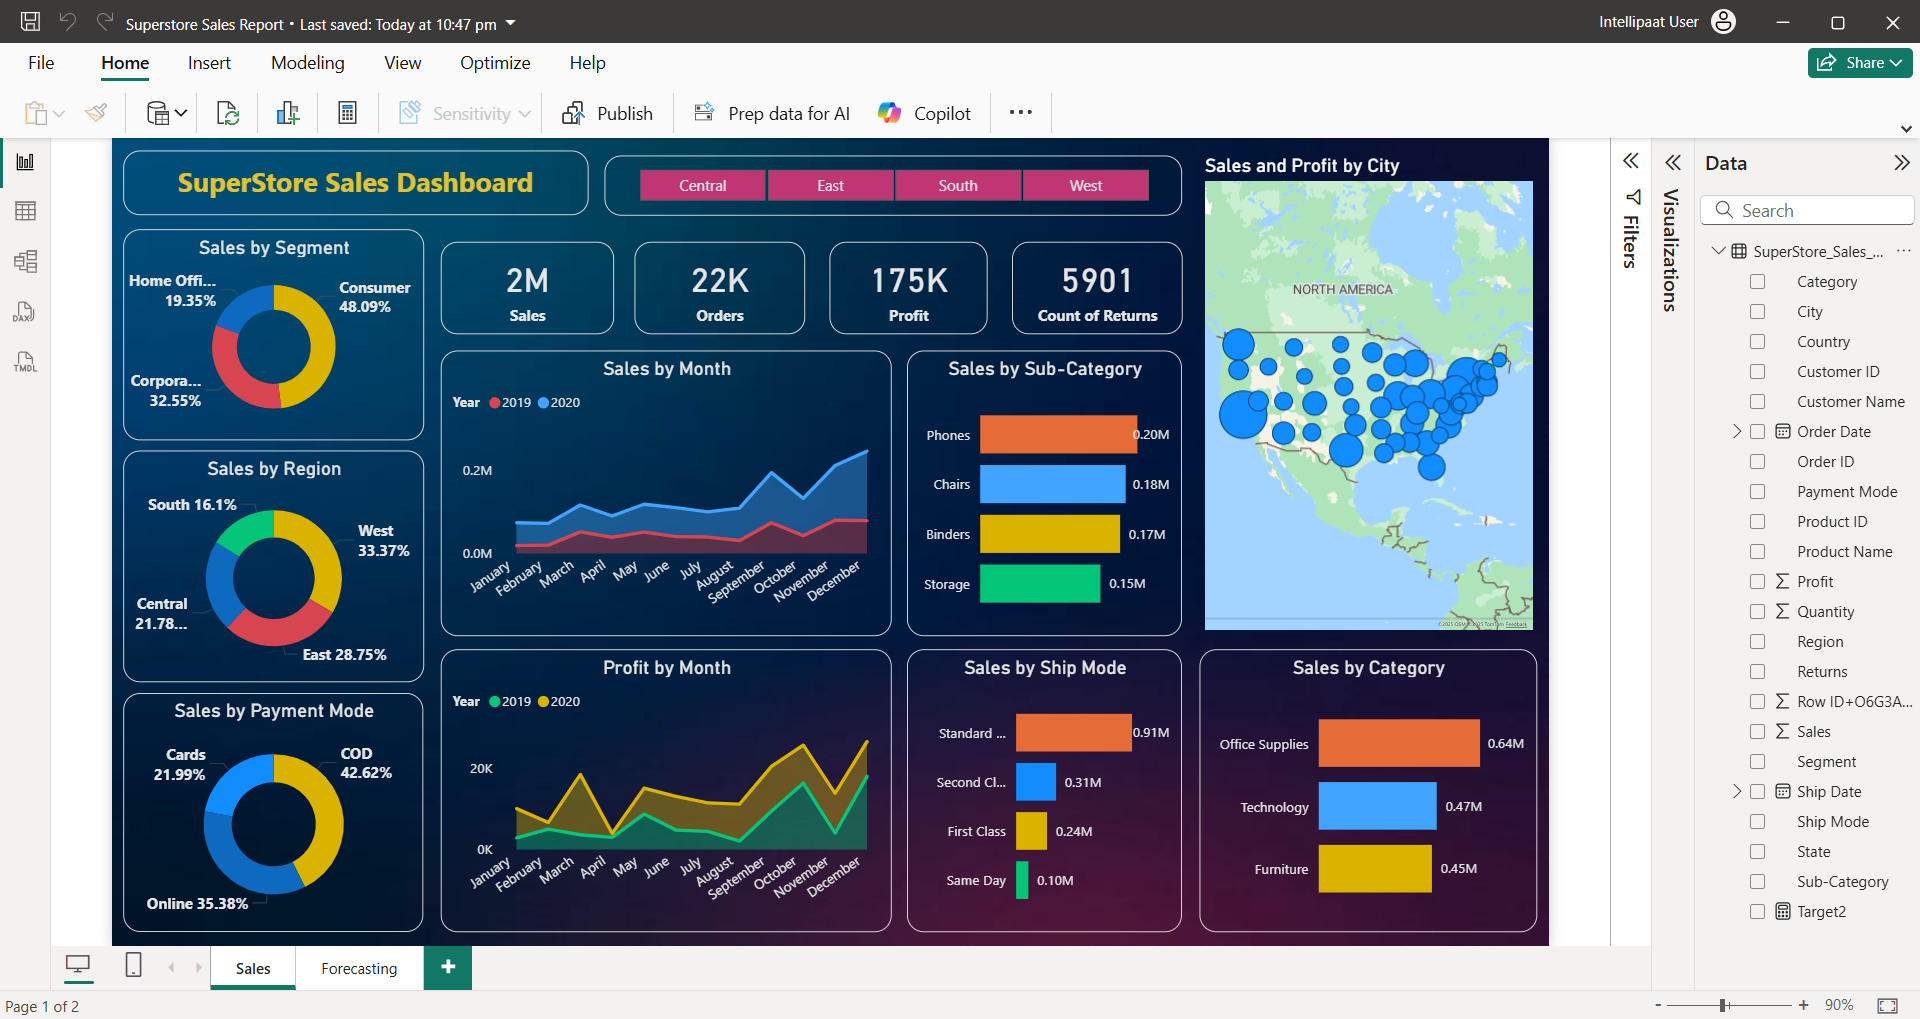 Superstore Sales Report • Last saved: Today at 10:47 pm
Intellipaat User
File
Home
Insert
Modeling
View
Optimize
Help
Share
Sensitivity
Publish
Prep data for AI
Copilot
DAX
TMDL
SuperStore Sales Dashboard
Central
East
South
West
Sales by Segment
Home Offi...
19.35%
Consumer
48.09%
Corpora...
32.55%
2M
Sales
22K
Orders
175K
Profit
5901
Count of Returns
Sales by Region
South 16.1%
West
33.37%
Central
21.78...
East 28.75%
Sales by Payment Mode
Cards
21.99%
COD
42.62%
Online 35.38%
Sales by Month
Year 2019 2020
0.2M
0.0M
January
February
March
April
May
June
July
August
September
October
November
December
Profit by Month
Year 2019 2020
20K
0K
January
February
March
April
May
June
July
August
September
October
November
December
Sales by Sub-Category
Phones 0.20M
Chairs 0.18M
Binders 0.17M
Storage 0.15M
Sales by Ship Mode
Standard ... 0.91M
Second Cl... 0.31M
First Class 0.24M
Same Day 0.10M
Sales and Profit by City
NORTH AMERICA
Sales by Category
Office Supplies 0.64M
Technology 0.47M
Furniture 0.45M
Filters
Visualizations
Data
Search
SuperStore_Sales_...
Category
City
Country
Customer ID
Customer Name
Order Date
Order ID
Payment Mode
Product ID
Product Name
Profit
Quantity
Region
Returns
Row ID+O6G3A...
Sales
Segment
Ship Date
Ship Mode
State
Sub-Category
Target2
Sales
Forecasting
Page 1 of 2
90%